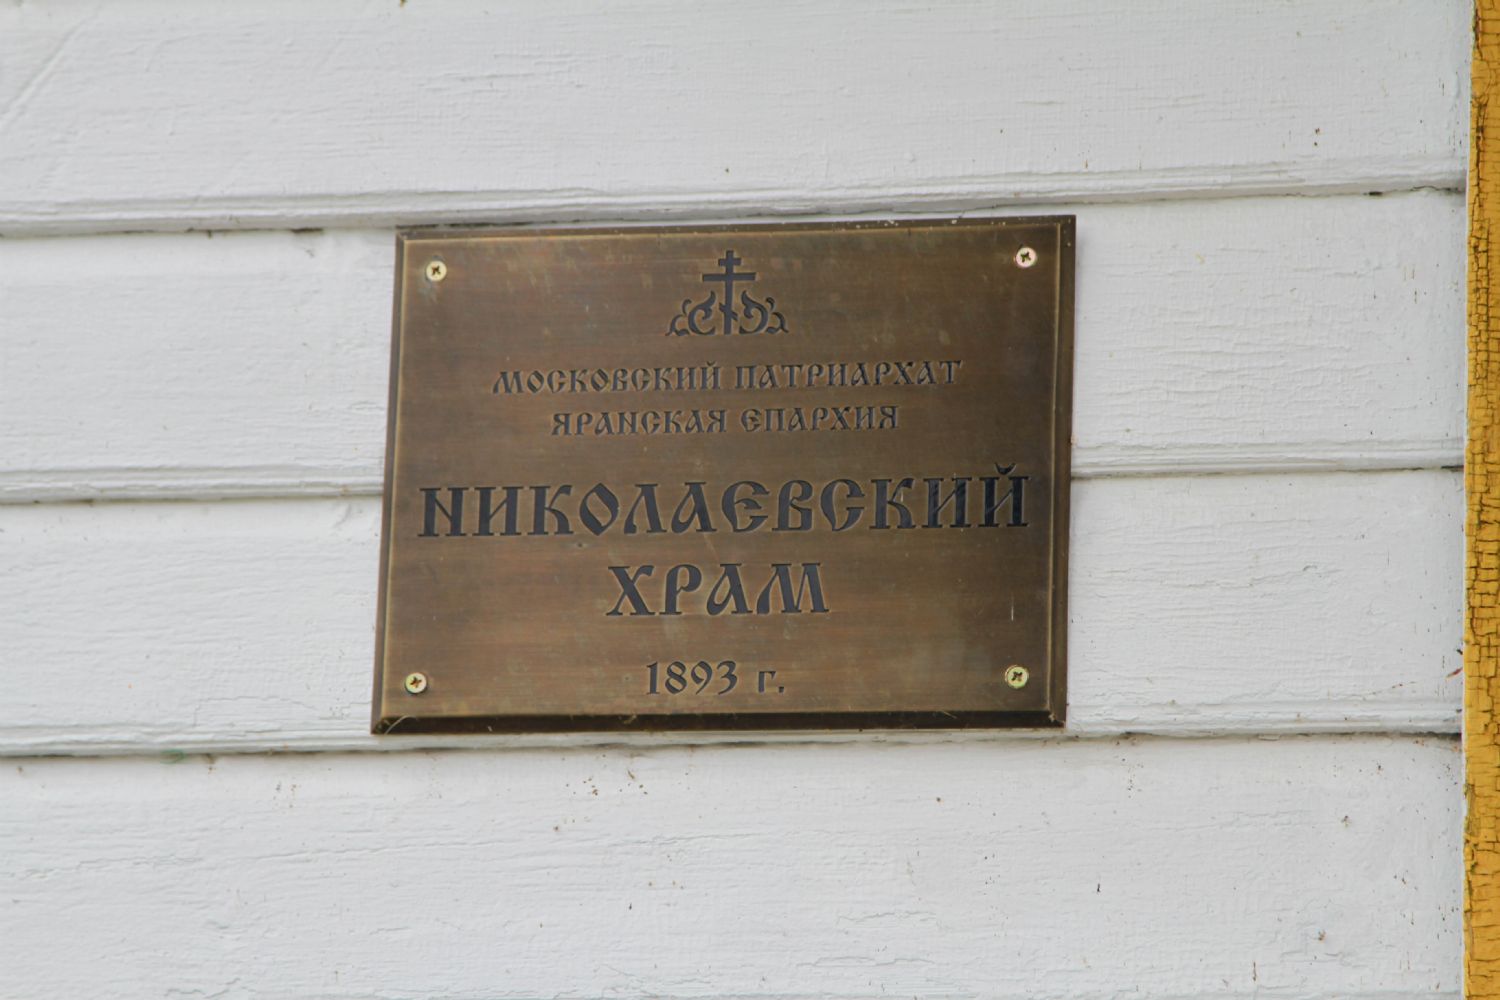 МОСКОВСКИЙ ПАТРИАРХАТ
ЯРАНСКАЯ ЕПАРХИЯ
НИКОЛАЕВСКИЙ
ХРАМ
1893 г.